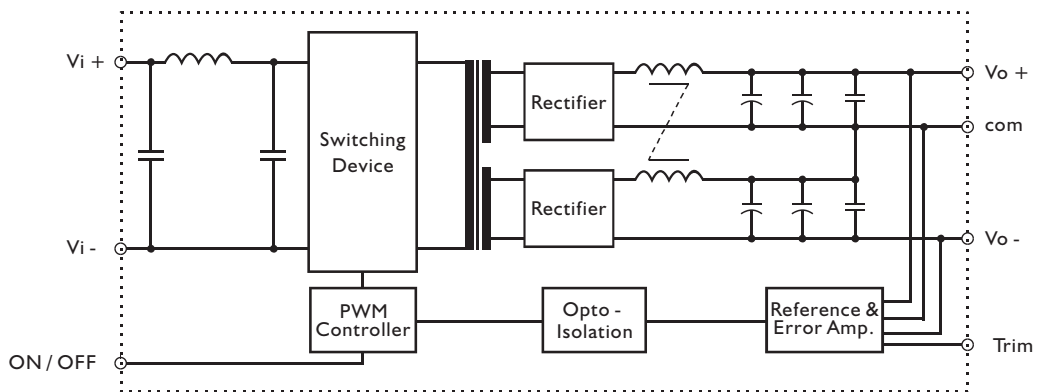 Vi +
Vi -
ON / OFF
Switching
Device
PWM
Controller
Rectifier
Rectifier
Opto -
Isolation
Reference &
Error Amp.
Vo +
com
Vo -
Trim